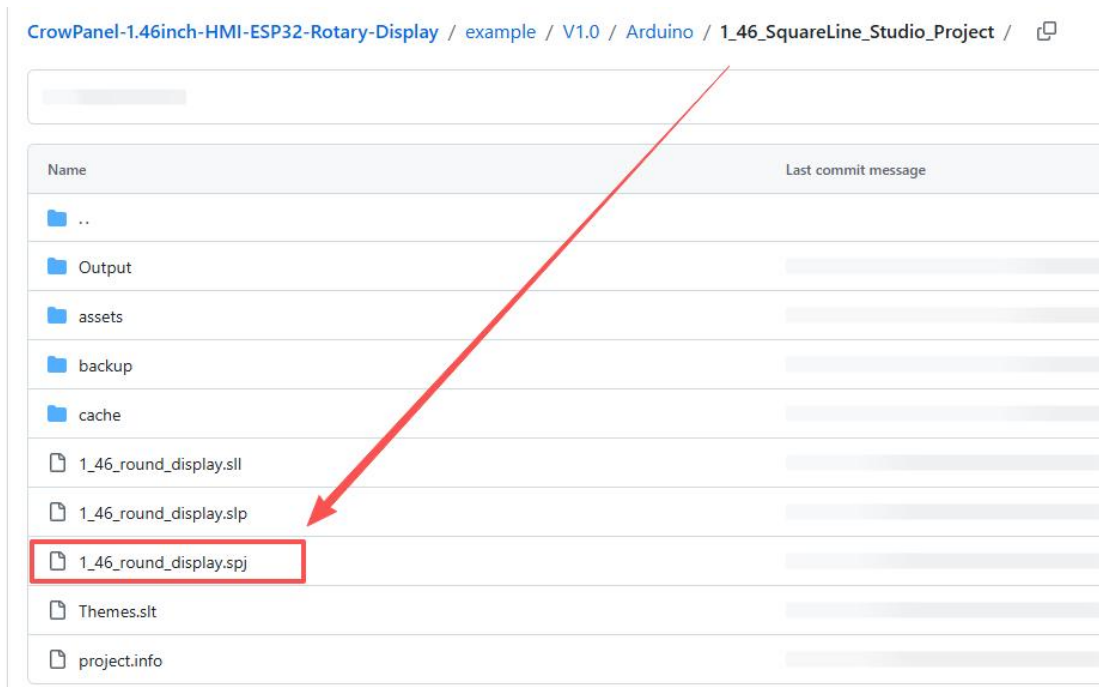 CrowPanel-1.46inch-HMI-ESP32-Rotary-Display / example / V1.0 / Arduino / 1_46_SquareLine_Studio_Project /
Name Last commit message
..
Output
assets
backup
cache
1_46_round_display.sll
1_46_round_display.slp
1_46_round_display.spj
Themes.slt
project.info